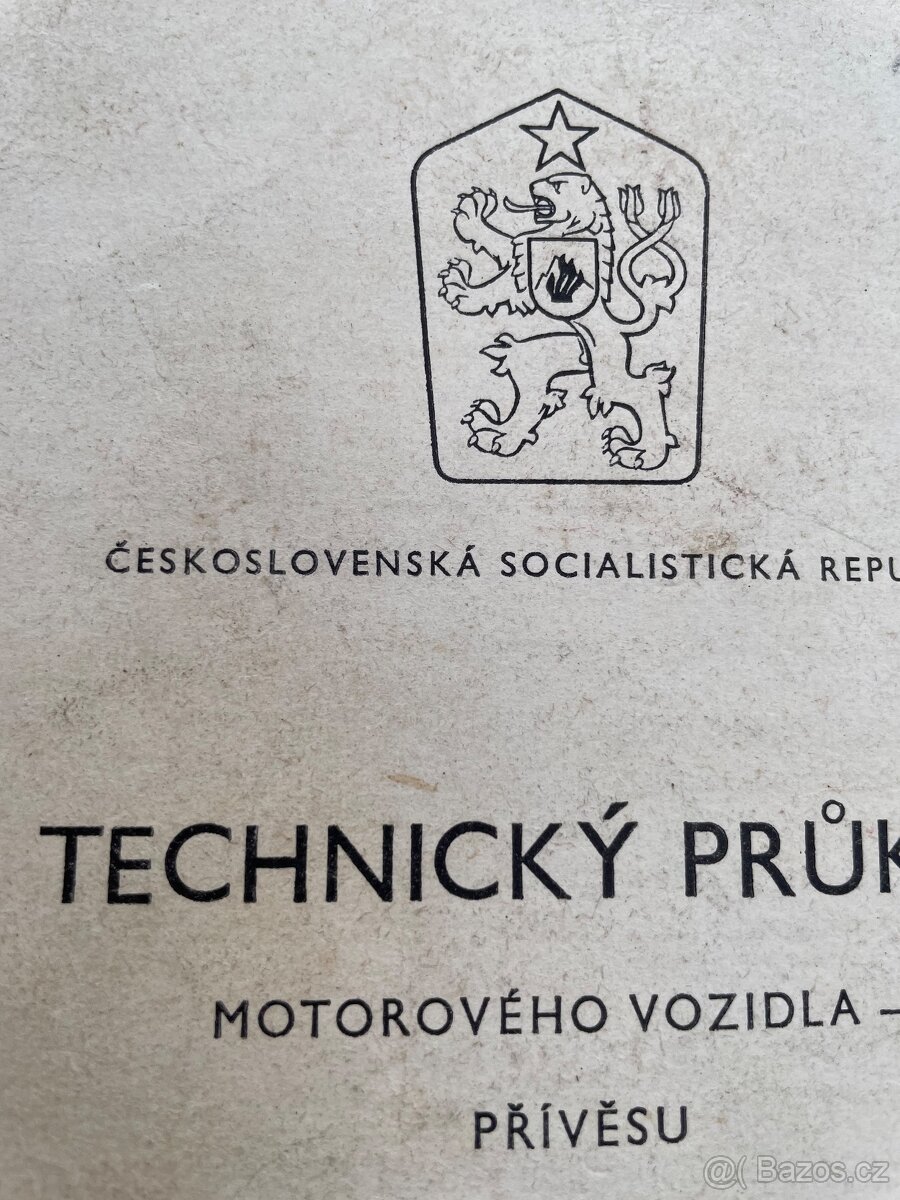 ČESKOSLOVENSKÁ SOCIALISTICKÁ REPU
TECHNICKÝ PRŮK
MOTOROVÉHO VOZIDLA –
PŘÍVĚSU
@( Bazos.cz